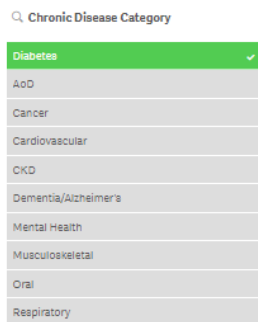 Chronic Disease Category
Diabetes
AoD
Cancer
Cardiovascular
CKD
Dementia/Alzheimer's
Mental Health
Musculoskeletal
Oral
Respiratory